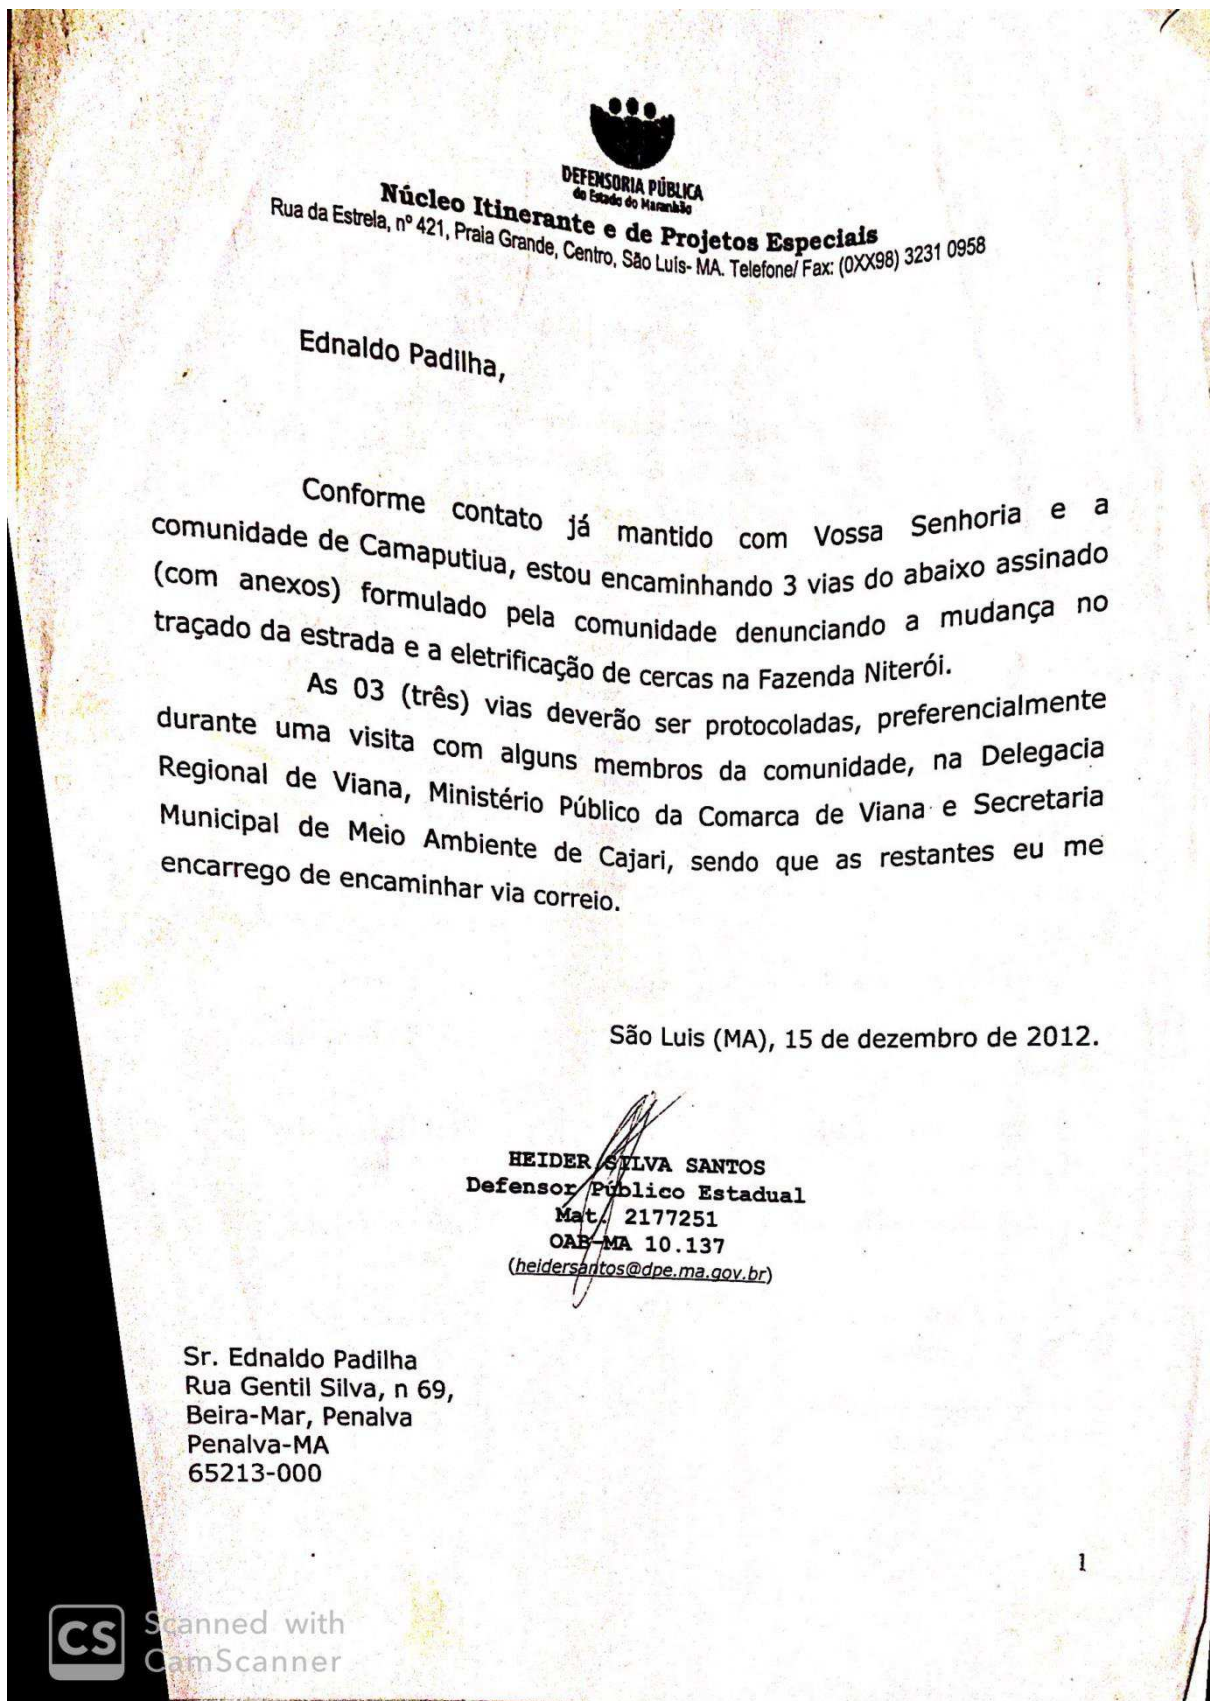 DEFENSORIA PÚBLICA
do Estado do Maranhão
Núcleo Itinerante e de Projetos Especiais
Rua da Estrela, nº 421, Praia Grande, Centro, São Luís- MA. Telefone/ Fax: (0XX98) 3231 0958
Ednaldo Padilha,
Conforme contato já mantido com Vossa Senhoria e a
comunidade de Camaputiua, estou encaminhando 3 vias do abaixo assinado
(com anexos) formulado pela comunidade denunciando a mudança no
traçado da estrada e a eletrificação de cercas na Fazenda Niterói.
As 03 (três) vias deverão ser protocoladas, preferencialmente
durante uma visita com alguns membros da comunidade, na Delegacia
Regional de Viana, Ministério Público da Comarca de Viana e Secretaria
Municipal de Meio Ambiente de Cajari, sendo que as restantes eu me
encarrego de encaminhar via correio.
São Luis (MA), 15 de dezembro de 2012.
HEIDER SILVA SANTOS
Defensor Público Estadual
Mat. 2177251
OAB-MA 10.137
(heidersantos@dpe.ma.gov.br)
Sr. Ednaldo Padilha
Rua Gentil Silva, n 69,
Beira-Mar, Penalva
Penalva-MA
65213-000
1
CS Scanned with
CamScanner